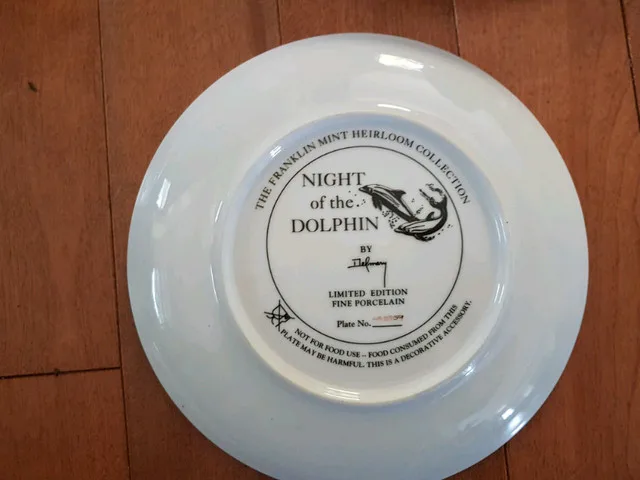 THE FRANKLIN MINT HEIRLOOM COLLECTION
NIGHT
of the
DOLPHIN
BY
LIMITED EDITION
FINE PORCELAIN
Plate No.
NOT FOR FOOD USE – FOOD CONSUMED FROM THIS
PLATE MAY BE HARMFUL. THIS IS A DECORATIVE ACCESSORY.